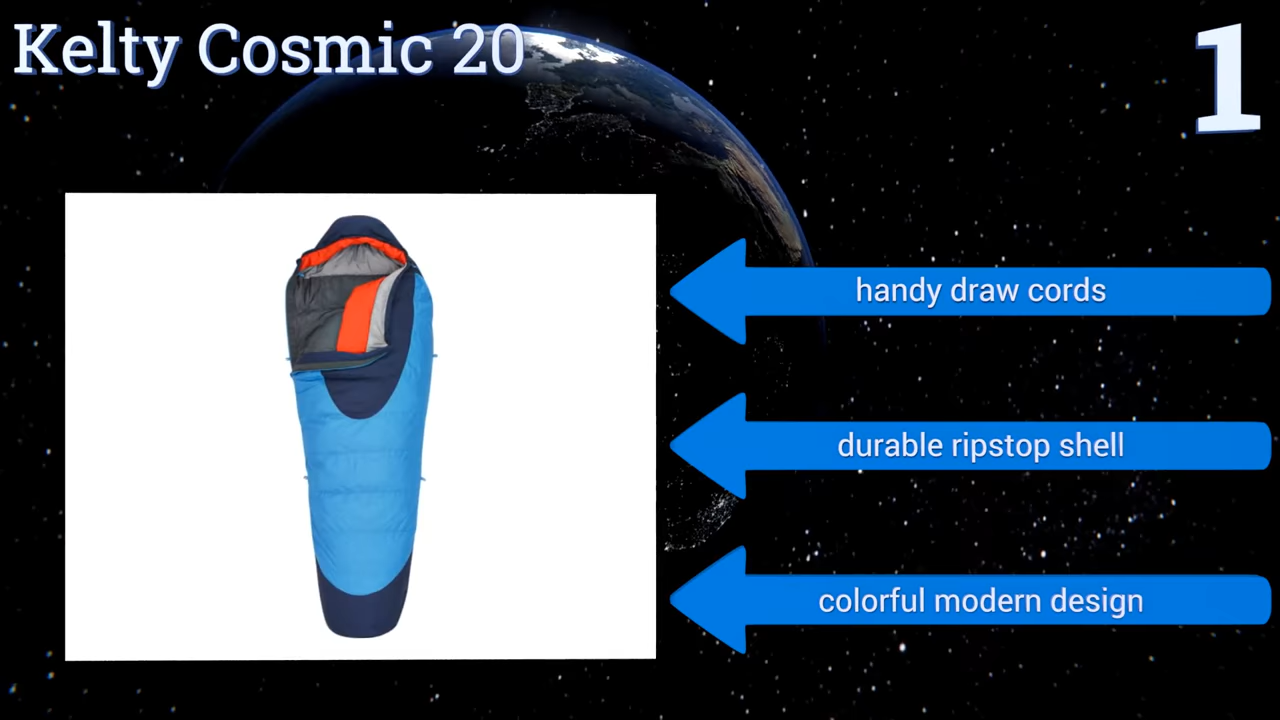 Kelty Cosmic 20
1
handy draw cords
durable ripstop shell
colorful modern design